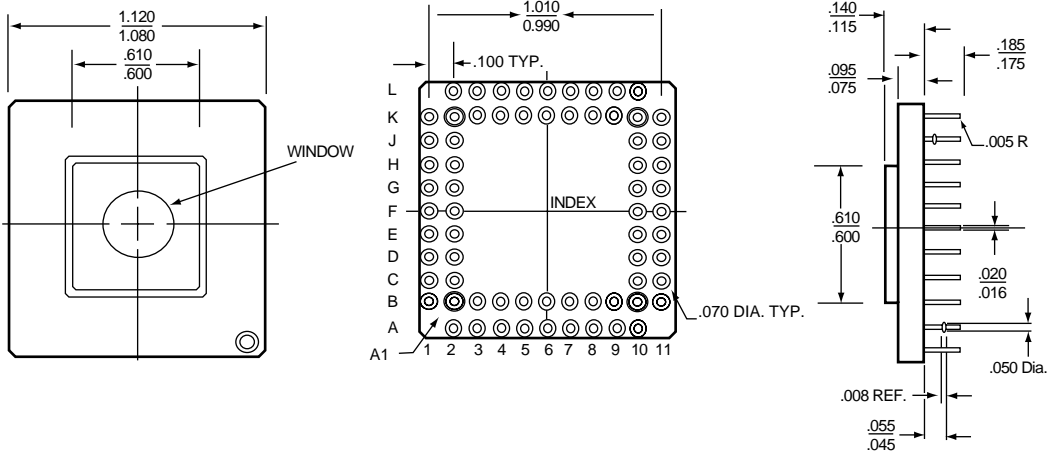 1.120
1.080
.610
.600
WINDOW
1.010
0.990
.100 TYP.
L
K
J
H
G
F
E
D
C
B
A
INDEX
A1
1 2 3 4 5 6 7 8 9 10 11
.070 DIA. TYP.
.140
.115
.185
.175
.095
.075
.005 R
.610
.600
.020
.016
.050 Dia.
.008 REF.
.055
.045